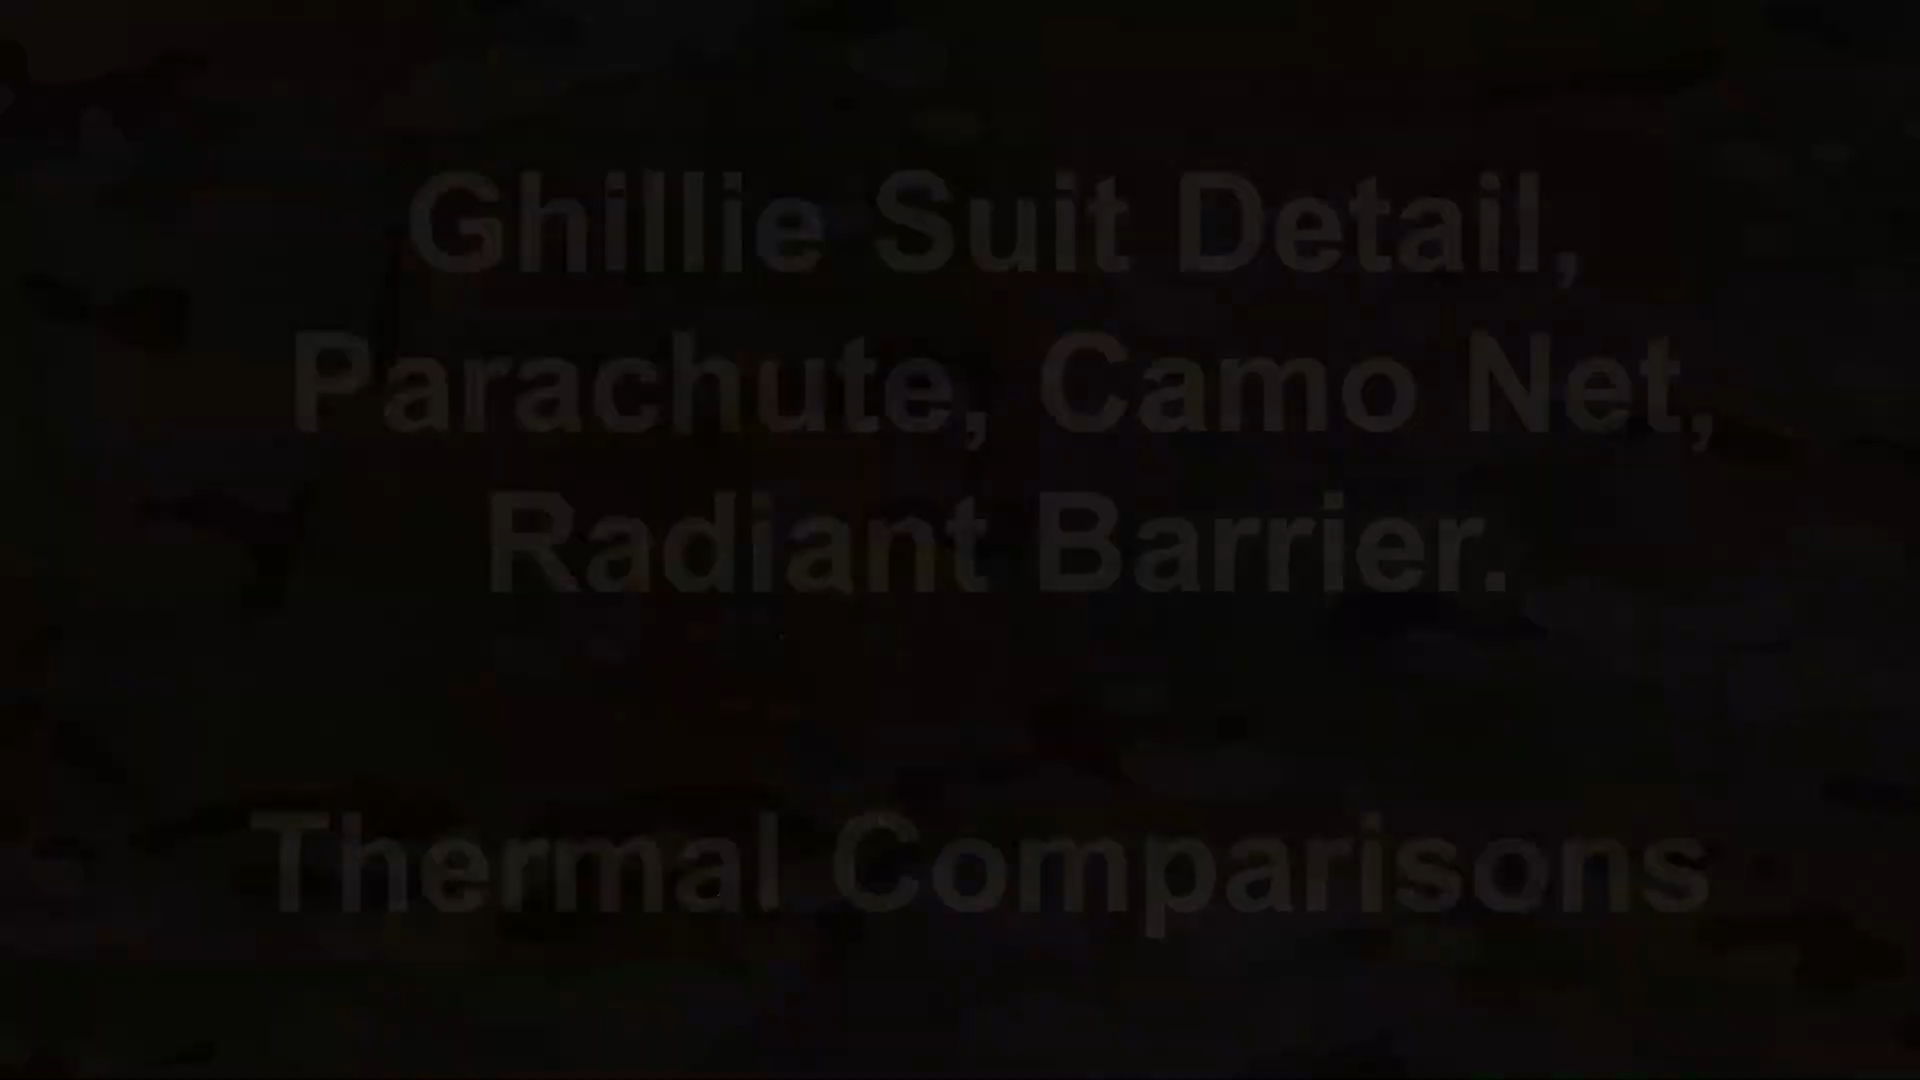 Ghillie Suit Detail,
Parachute, Camo Net,
Radiant Barrier.
Thermal Comparisons